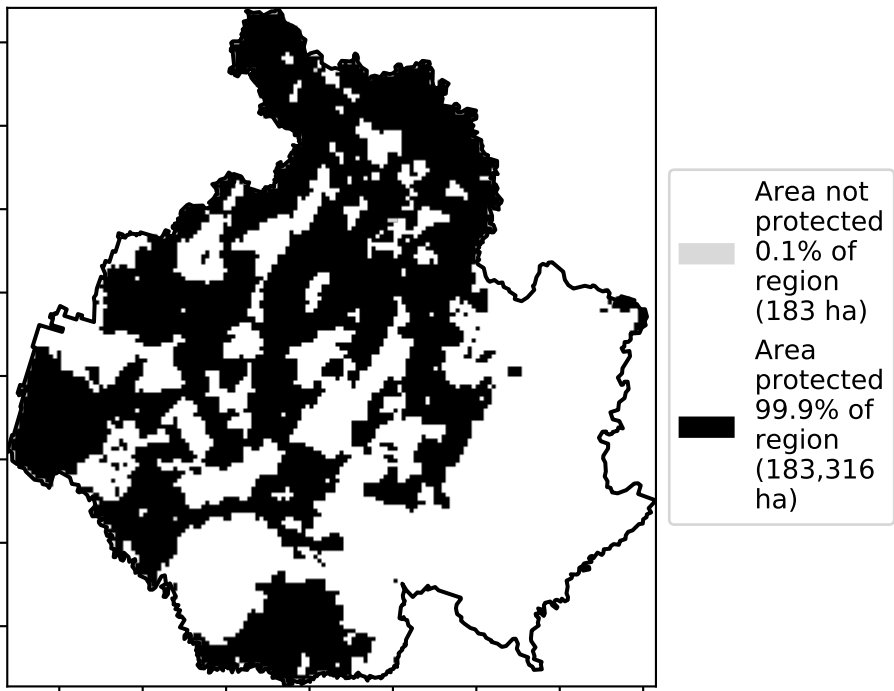 Area not
protected
0.1% of
region
(183 ha)
Area
protected
99.9% of
region
(183,316
ha)